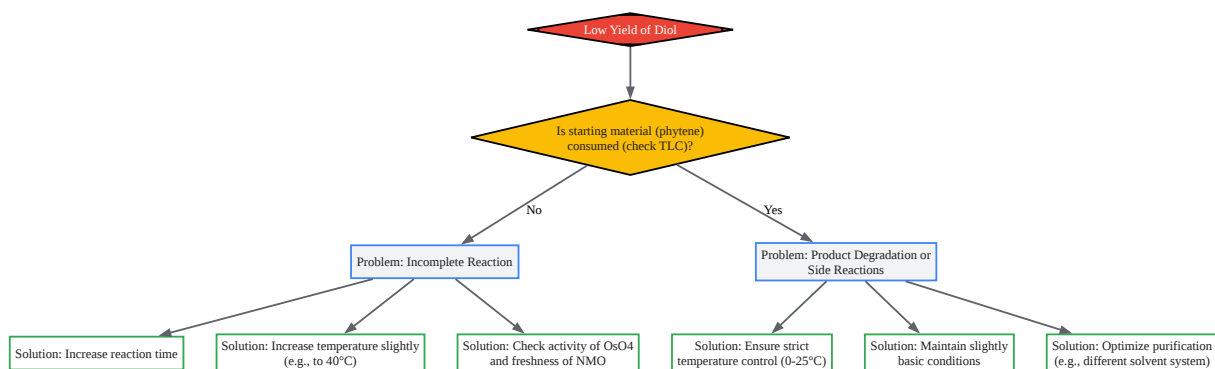 Low Yield of Diol
Is starting material (phytene)
consumed (check TLC)?
No
Yes
Problem: Incomplete Reaction
Problem: Product Degradation or
Side Reactions
Solution: Increase reaction time
Solution: Increase temperature slightly
(e.g., to 40°C)
Solution: Check activity of OsO4
and freshness of NMO
Solution: Ensure strict
temperature control (0-25°C)
Solution: Maintain slightly
basic conditions
Solution: Optimize purification
(e.g., different solvent system)